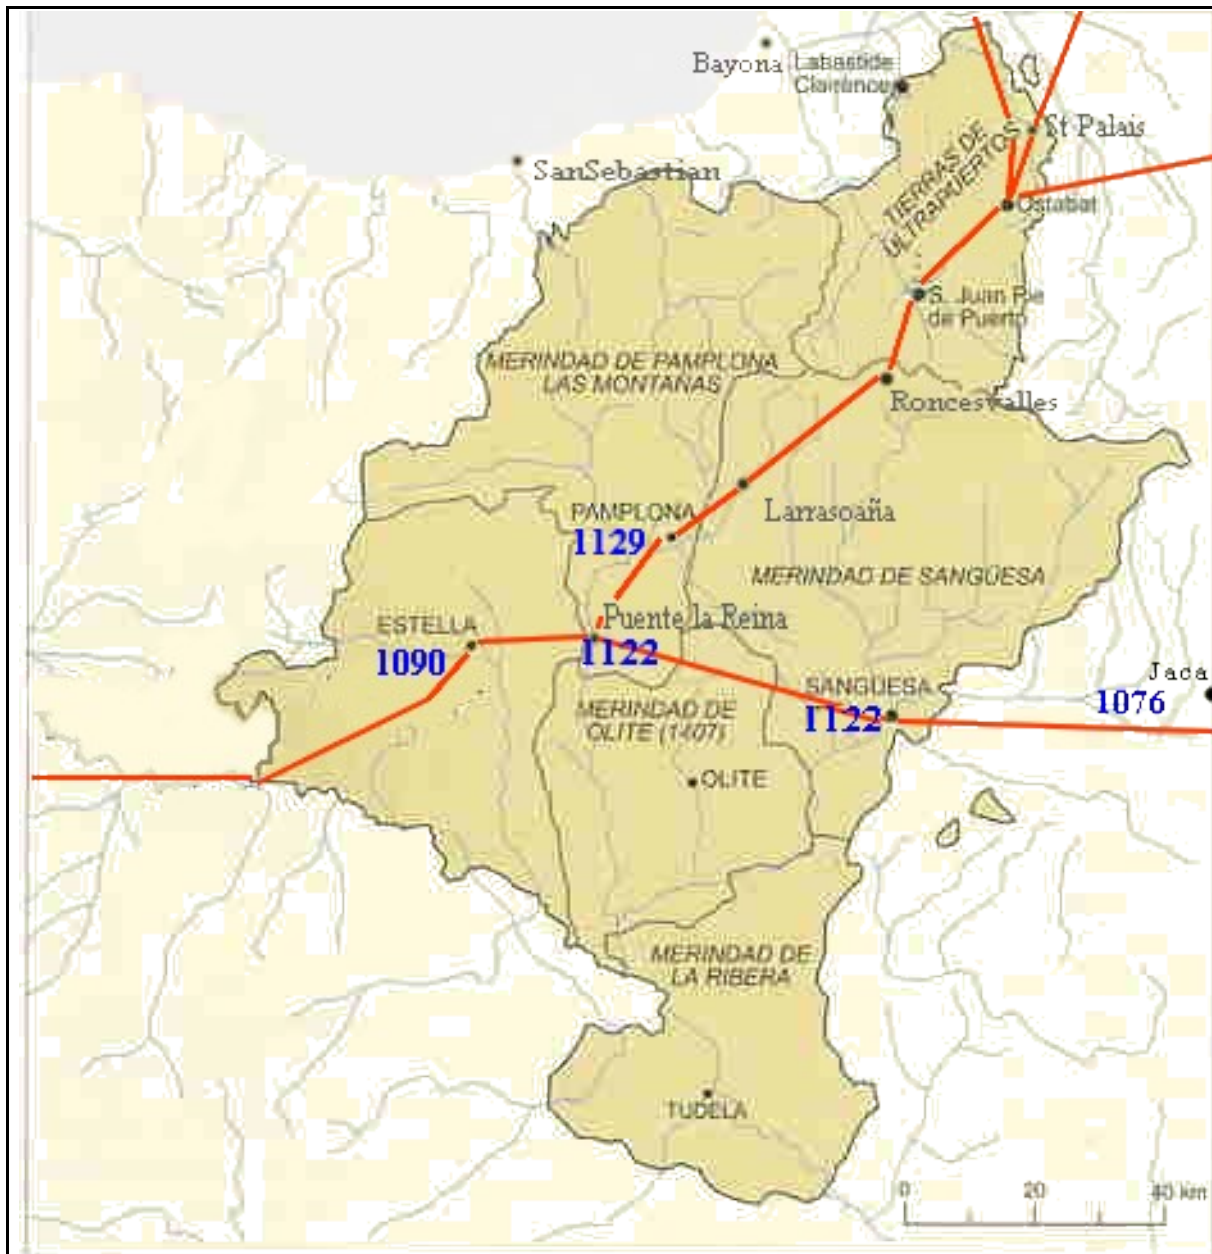 Bayona
Labastide
Clairence
St Palais
SanSebastian
TIERRAS DE
ULTRAPUERTOS
Ostabat
S. Juan Pie
de Puerto
MERINDAD DE PAMPLONA
LAS MONTAÑAS
Roncesvalles
PAMPLONA
Larrasoaña
1129
MERINDAD DE SANGÜESA
ESTELLA
Puente la Reina
1090
1122
Jaca
SANGÜESA
1076
MERINDAD DE
OLITE (1407)
1122
OLITE
MERINDAD DE
LA RIBERA
TUDELA
0 20 40 km